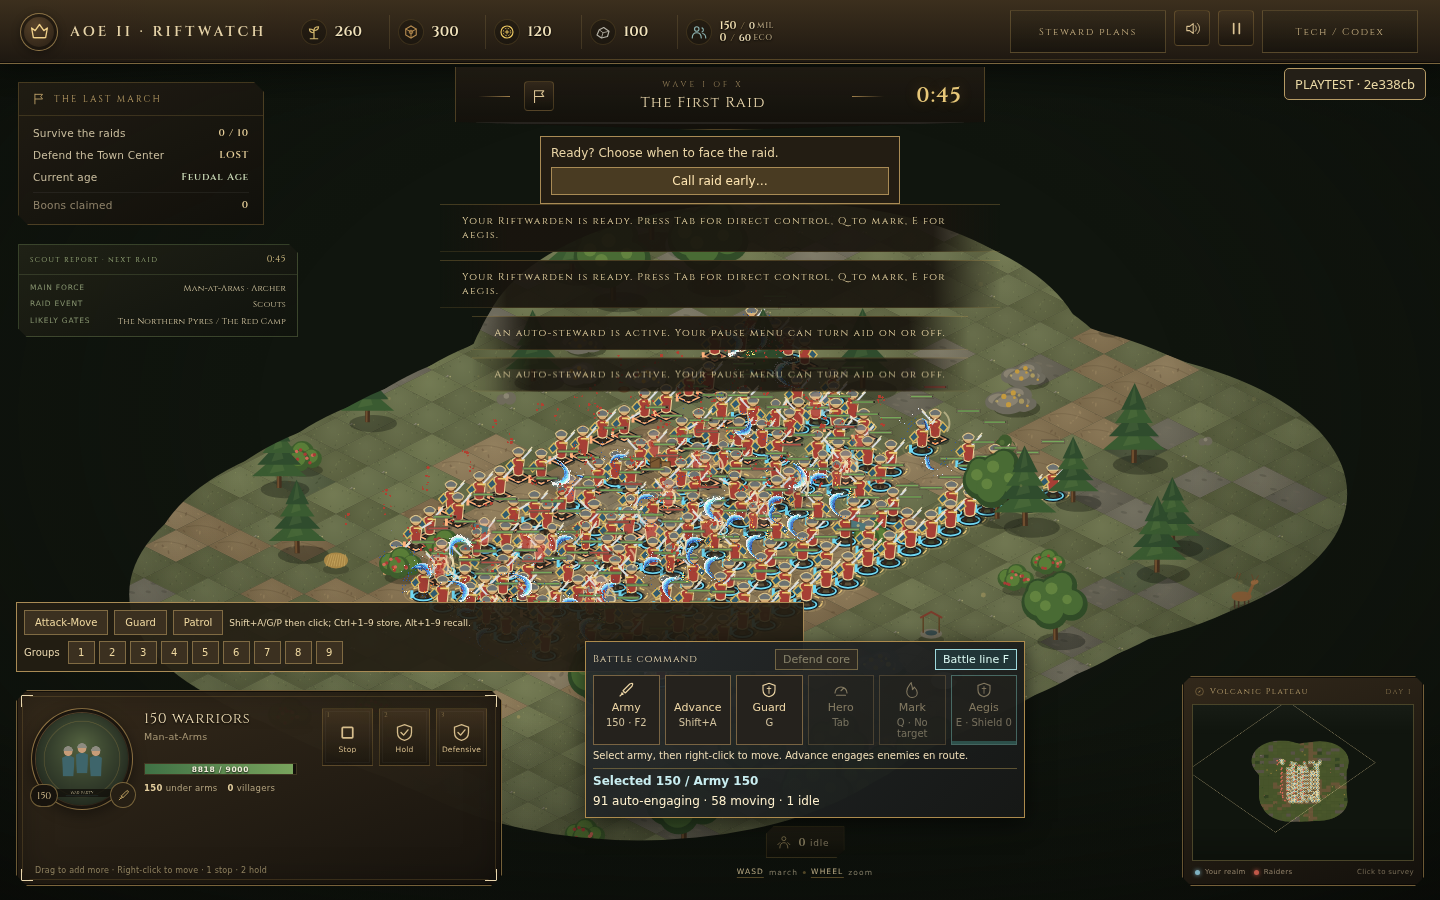 AOE II · RIFTWATCH
260
300
120
100
150 / 0 MIL
0 / 60 ECO
STEWARD PLANS
TECH / CODEX
THE LAST MARCH
Survive the raids 0 / 10
Defend the Town Center LOST
Current age FEUDAL AGE
Boons claimed 0
WAVE I OF X
THE FIRST RAID
0:45
PLAYTEST · 2e338cb
Ready? Choose when to face the raid.
Call raid early...
YOUR RIFTWARDEN IS READY. PRESS TAB FOR DIRECT CONTROL, Q TO MARK, E FOR
AEGIS.
YOUR RIFTWARDEN IS READY. PRESS TAB FOR DIRECT CONTROL, Q TO MARK, E FOR
AEGIS.
AN AUTO-STEWARD IS ACTIVE. YOUR PAUSE MENU CAN TURN AID ON OR OFF.
AN AUTO-STEWARD IS ACTIVE. YOUR PAUSE MENU CAN TURN AID ON OR OFF.
SCOUT REPORT · NEXT RAID 0:45
MAIN FORCE MAN-AT-ARMS · ARCHER
RAID EVENT SCOUTS
LIKELY GATES THE NORTHERN PYRES / THE RED CAMP
Attack-Move Guard Patrol Shift+A/G/P then click; Ctrl+1–9 store, Alt+1–9 recall.
Groups 1 2 3 4 5 6 7 8 9
150 WARRIORS
Man-at-Arms
8818 / 9000
150 under arms 0 villagers
150
WAR PARTY
1 Stop
2 Hold
3 Defensive
Drag to add more · Right-click to move · 1 stop · 2 hold
BATTLE COMMAND
Defend core
Battle line F
Army
150 · F2
Advance
Shift+A
Guard
G
Hero
Tab
Mark
Q · No
target
Aegis
E · Shield 0
Select army, then right-click to move. Advance engages enemies en route.
Selected 150 / Army 150
91 auto-engaging · 58 moving · 1 idle
0 idle
WASD march • WHEEL zoom
VOLCANIC PLATEAU DAY 1
Your realm Raiders Click to survey